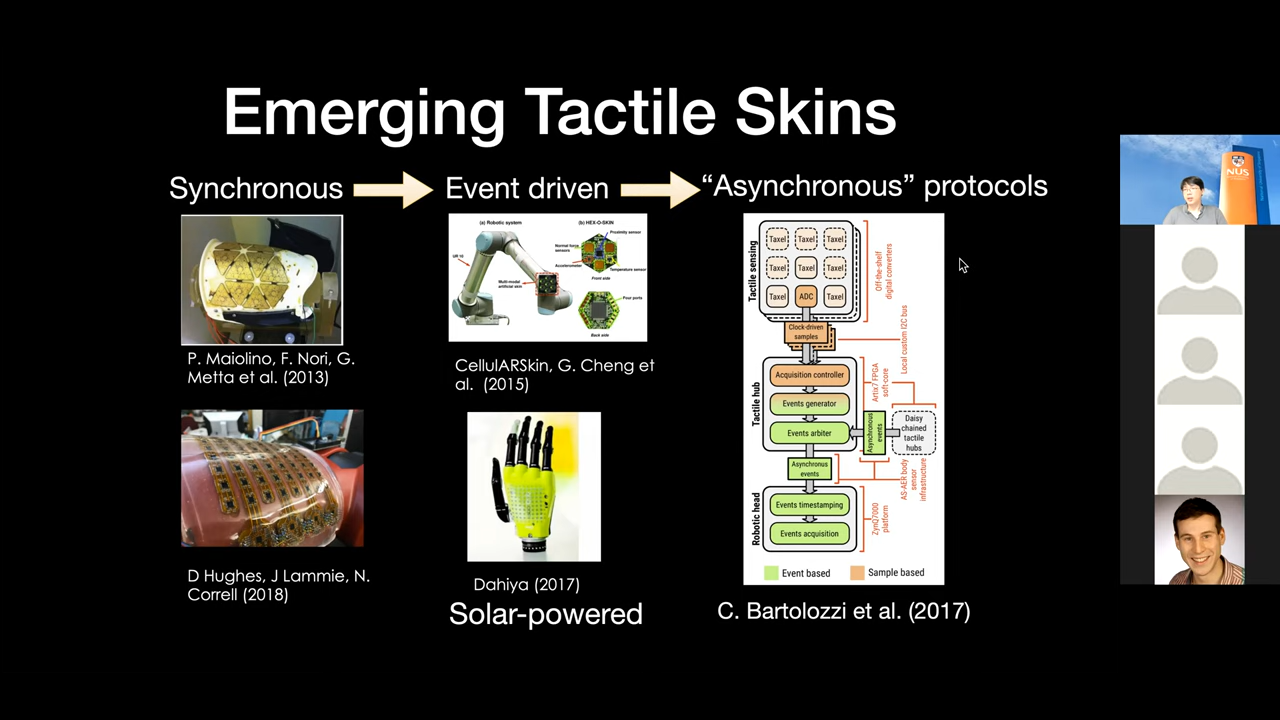 Emerging Tactile Skins
Synchronous
Event driven
“Asynchronous” protocols
P. Maiolino, F. Nori, G.
Metta et al. (2013)
D Hughes, J Lammie, N.
Correll (2018)
(a) Robotic system
(b) HEX-O-SKIN
Proximity sensor
Normal force
sensors
Accelerometer
Temperature sensor
Front side
UR 10
Multi-modal
artificial skin
Four ports
Back side
CellulARSkin, G. Cheng et
al. (2015)
Dahiya (2017)
Solar-powered
Tactile sensing
Taxel
Taxel
Taxel
Taxel
Taxel
Taxel
Taxel
ADC
Taxel
Off-the-shelf
digital converters
Clock-driven
samples
Local custom I2C bus
Tactile hub
Acquisition controller
Events generator
Events arbiter
Artix7 FPGA
soft-core
Asynchronous
events
Daisy
chained
tactile
hubs
Asynchronus
events
AS-AER body
sensor
infrastructure
Robotic head
Events timestamping
Events acquisition
ZynQ7000
platform
Event based
Sample based
C. Bartolozzi et al. (2017)
NUS